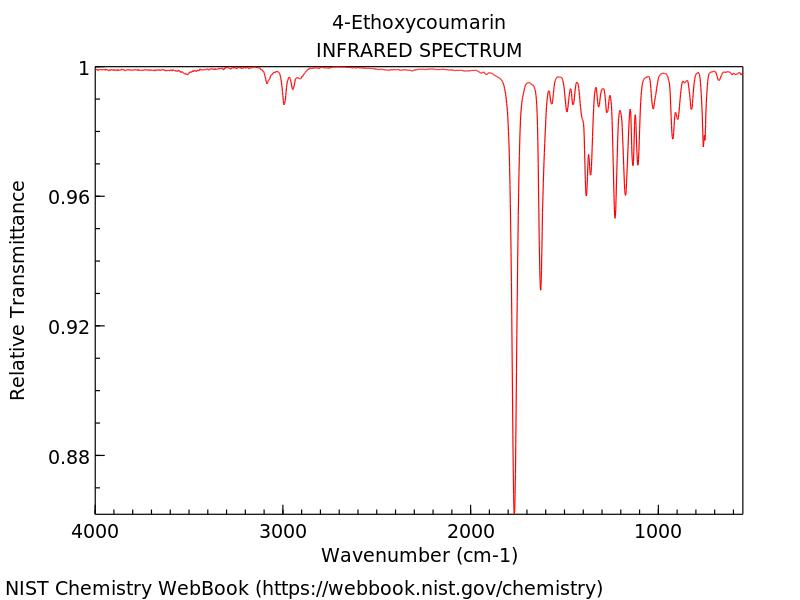 4-Ethoxycoumarin
INFRARED SPECTRUM
1
0.96
0.92
0.88
Relative Transmittance
4000 3000 2000 1000
Wavenumber (cm-1)
NIST Chemistry WebBook (https://webbook.nist.gov/chemistry)